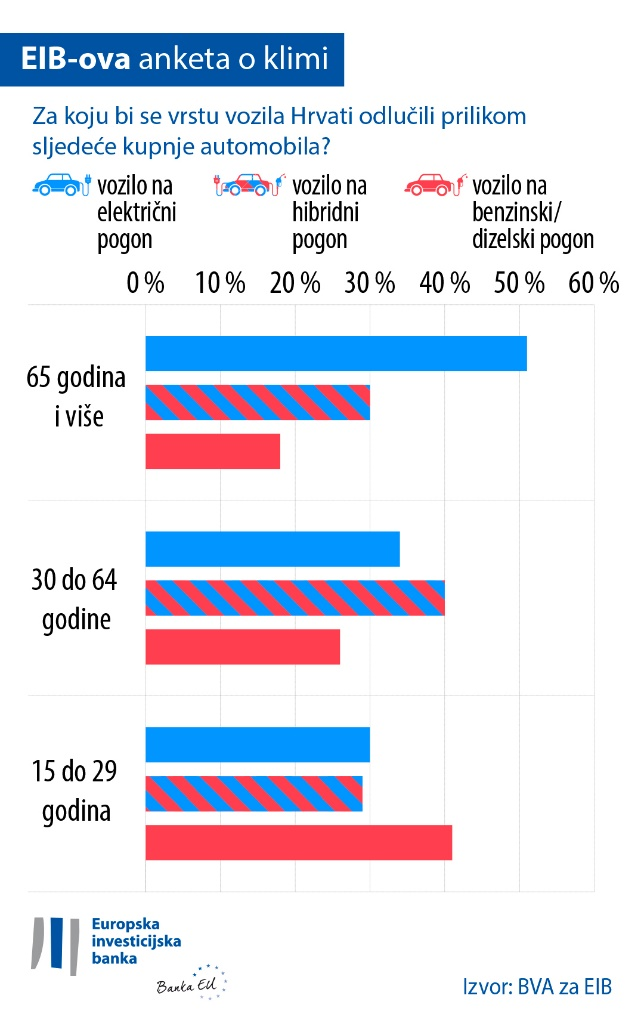 EIB-ova anketa o klimi
Za koju bi se vrstu vozila Hrvati odlučili prilikom
sljedeće kupnje automobila?
vozilo na
električni
pogon
vozilo na
hibridni
pogon
vozilo na
benzinski/
dizelski pogon
0 % 10 % 20 % 30 % 40 % 50 % 60 %
65 godina
i više
30 do 64
godine
15 do 29
godina
Europska
investicijska
banka
Banka EU
Izvor: BVA za EIB